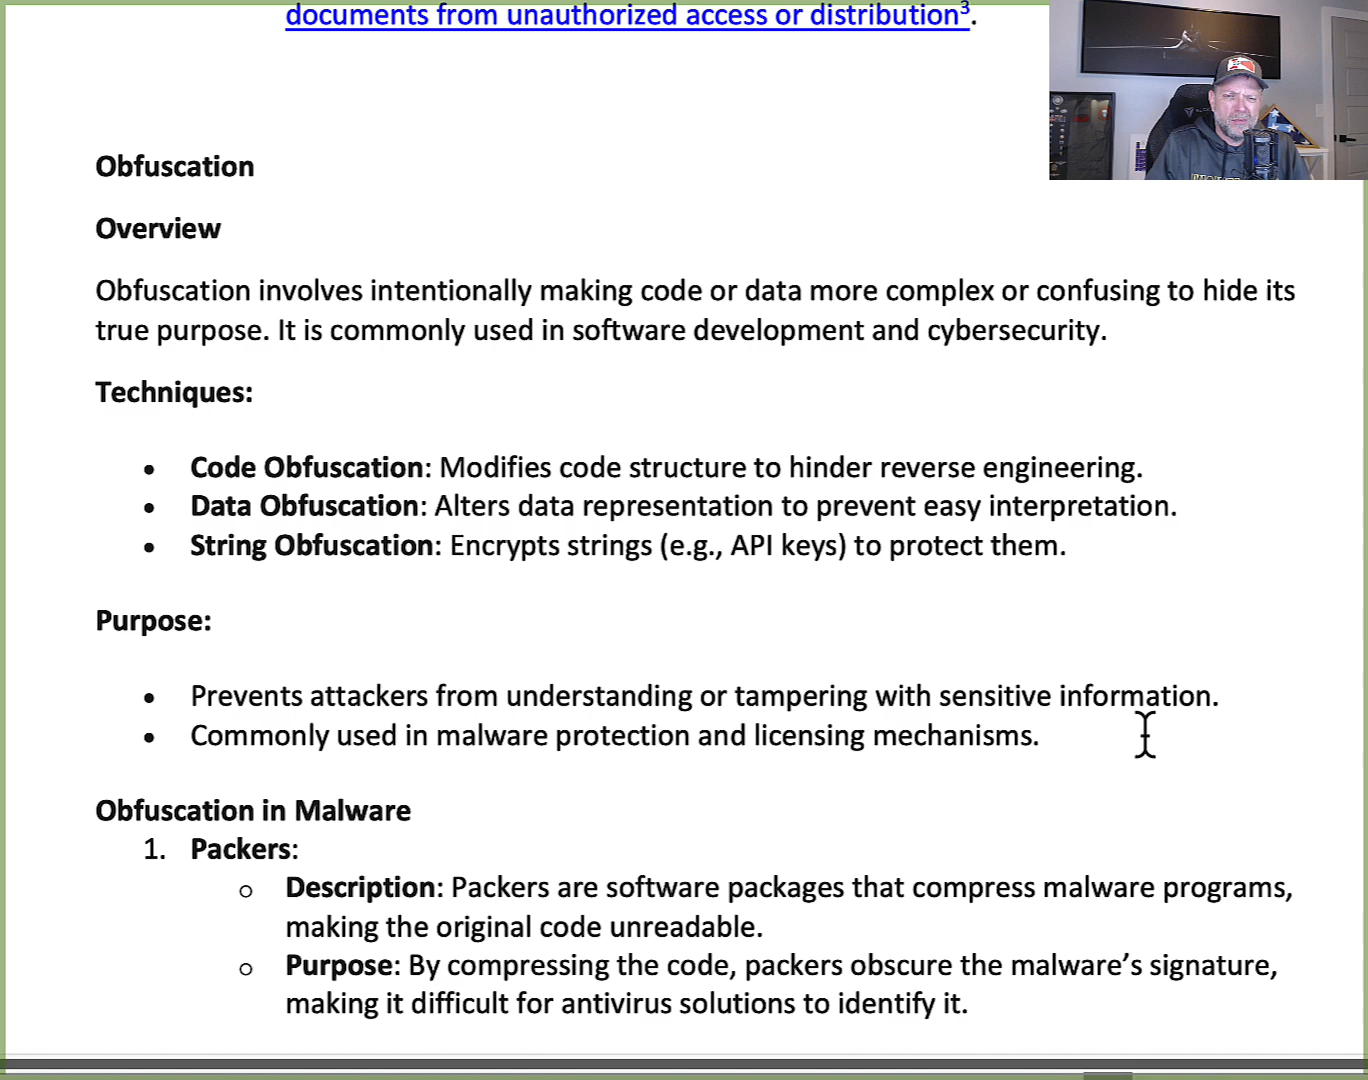 documents from unauthorized access or distribution³.
Obfuscation
Overview
Obfuscation involves intentionally making code or data more complex or confusing to hide its
true purpose. It is commonly used in software development and cybersecurity.
Techniques:
• Code Obfuscation: Modifies code structure to hinder reverse engineering.
• Data Obfuscation: Alters data representation to prevent easy interpretation.
• String Obfuscation: Encrypts strings (e.g., API keys) to protect them.
Purpose:
• Prevents attackers from understanding or tampering with sensitive information.
• Commonly used in malware protection and licensing mechanisms.
Obfuscation in Malware
1. Packers:
○ Description: Packers are software packages that compress malware programs,
making the original code unreadable.
○ Purpose: By compressing the code, packers obscure the malware’s signature,
making it difficult for antivirus solutions to identify it.